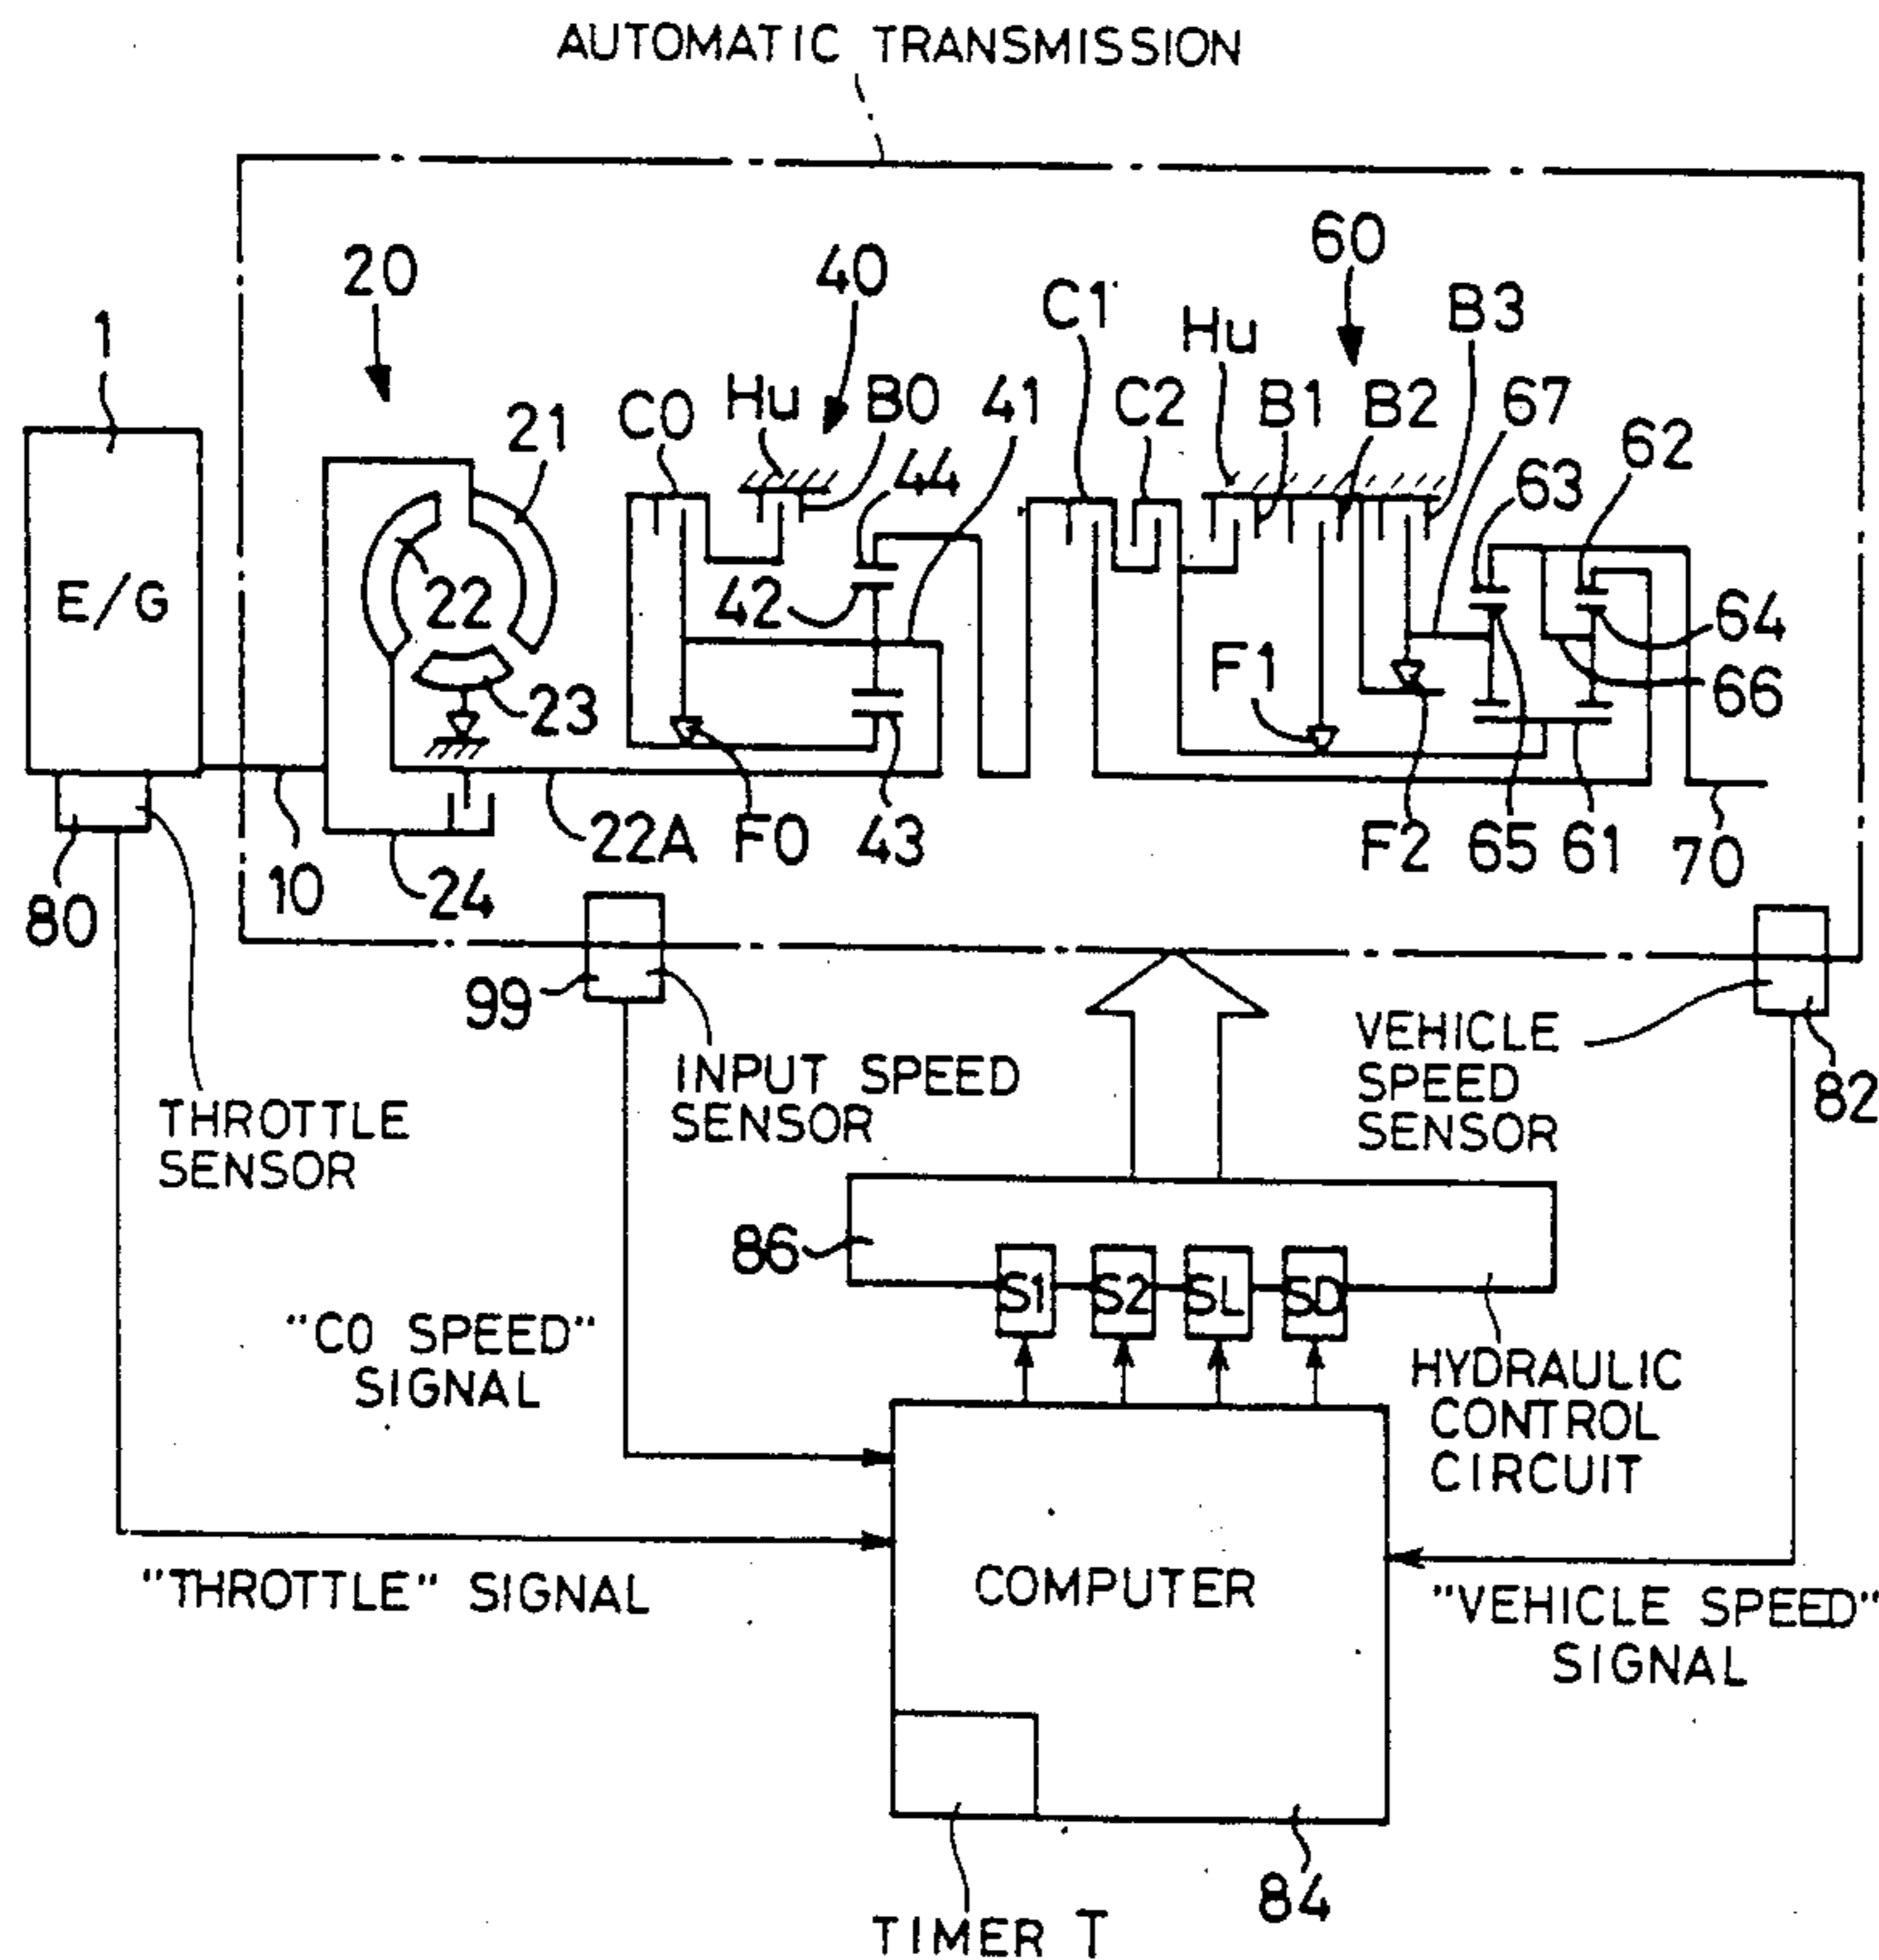 AUTOMATIC TRANSMISSION
60
20
40
C1
B3
1
Hu
Hu
B0
C0
41
C2
B1
B2
67
21
44
63
62
E/G
22
42
64
F1
66
23
22A
F0
43
F2
65
61
70
10
24
80
99
VEHICLE
SPEED
SENSOR
INPUT SPEED
SENSOR
82
THROTTLE
SENSOR
86
S1
S2
SL
SD
"C0 SPEED"
SIGNAL
HYDRAULIC
CONTROL
CIRCUIT
"THROTTLE" SIGNAL
COMPUTER
"VEHICLE SPEED"
SIGNAL
84
TIMER T